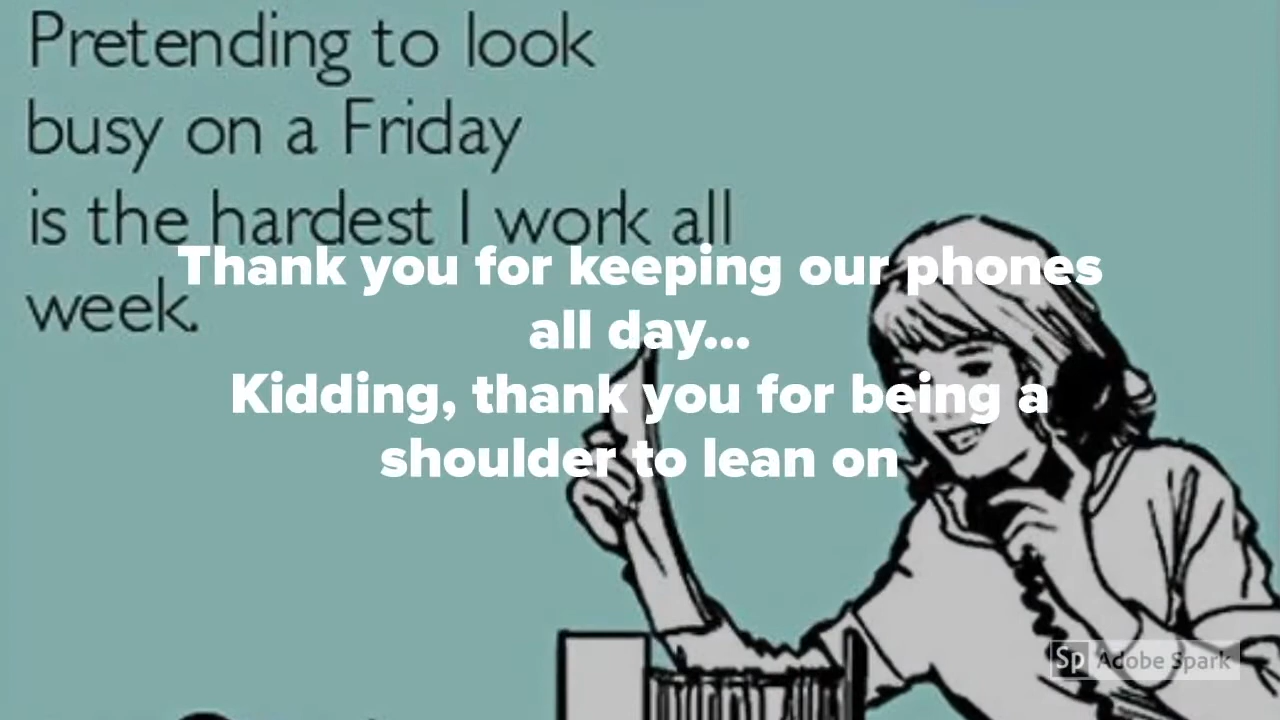 Pretending to look
busy on a Friday
is the hardest I work all
week.
Thank you for keeping our phones
all day...
Kidding, thank you for being a
shoulder to lean on
Sp Adobe Spark